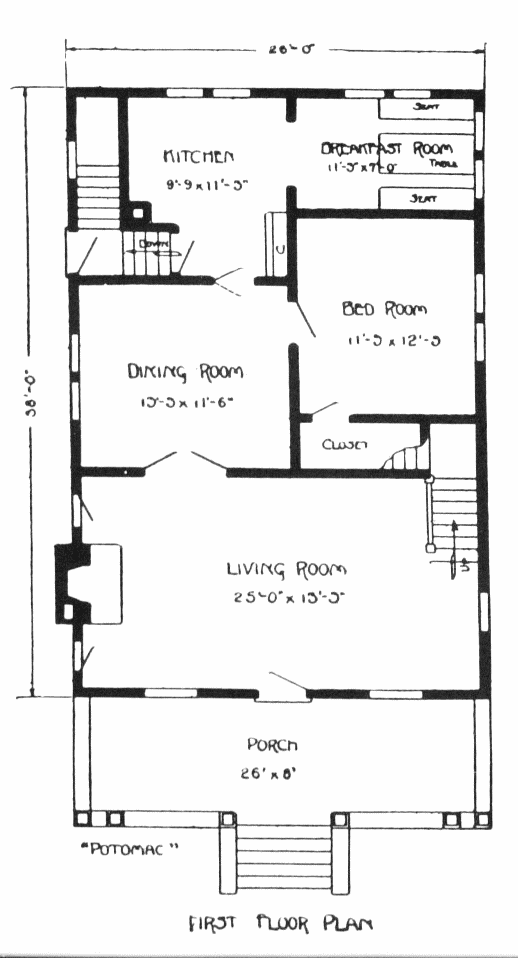 26'-0"
SEAT
KITCHEN
9'-9 x 11'-3"
BREAKFAST ROOM
11'-3" x 7'-0"
TABLE
SEAT
DOWN
C
BED ROOM
11'-3 x 12'-3
38'-0"
DINING ROOM
13'-3 x 11'-6"
CLOSET
LIVING ROOM
25'-0" x 13'-3"
UP
PORCH
26' x 8'
"POTOMAC"
FIRST FLOOR PLAN